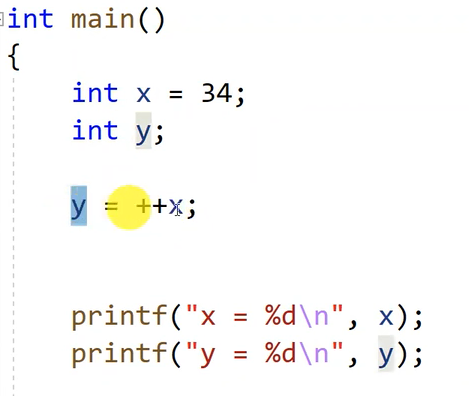 int main()
{
int x = 34;
int y;
y = ++x;
printf("x = %d\n", x);
printf("y = %d\n", y);